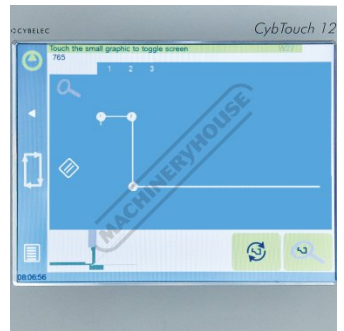 CYBELEC
CybTouch 12
Touch the small graphic to toggle screen
765
1 2 3
MACHINERYHOUSE
08:06:56